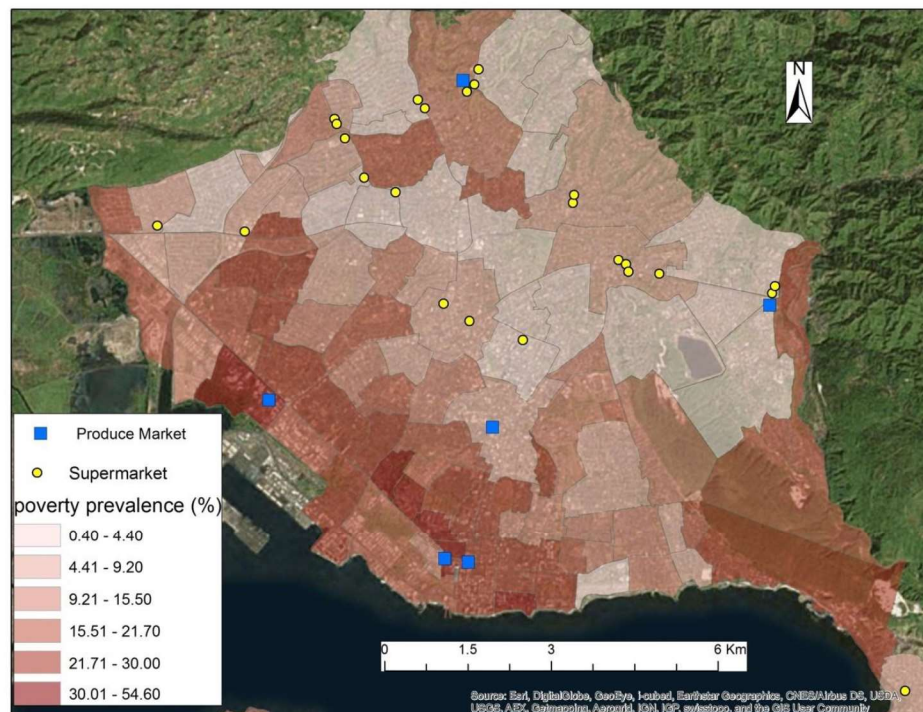 N
Produce Market
Supermarket
poverty prevalence (%)
0.40 - 4.40
4.41 - 9.20
9.21 - 15.50
15.51 - 21.70
21.71 - 30.00
30.01 - 54.60
0 1.5 3 6 Km
Source: Esri, DigitalGlobe, GeoEye, i-cubed, Earthstar Geographics, CNES/Airbus DS, USDA,
USGS, AEX, Getmapping, Aerogrid, IGN, IGP, swisstopo, and the GIS User Community